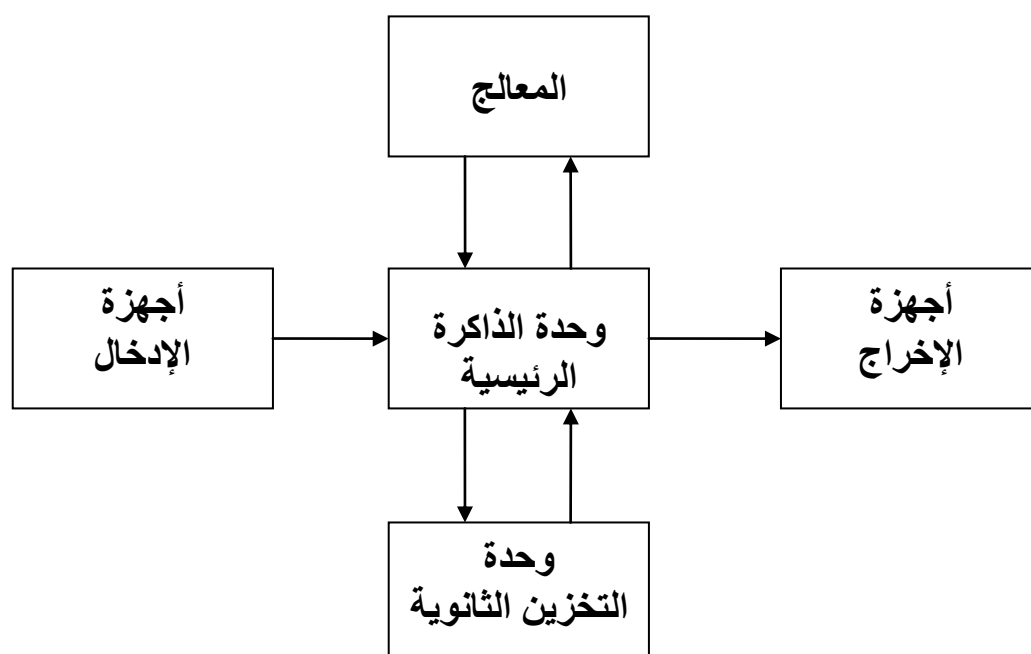 المعالج
أجهزة
الإخراج
وحدة الذاكرة
الرئيسية
أجهزة
الإدخال
وحدة
التخزين الثانوية